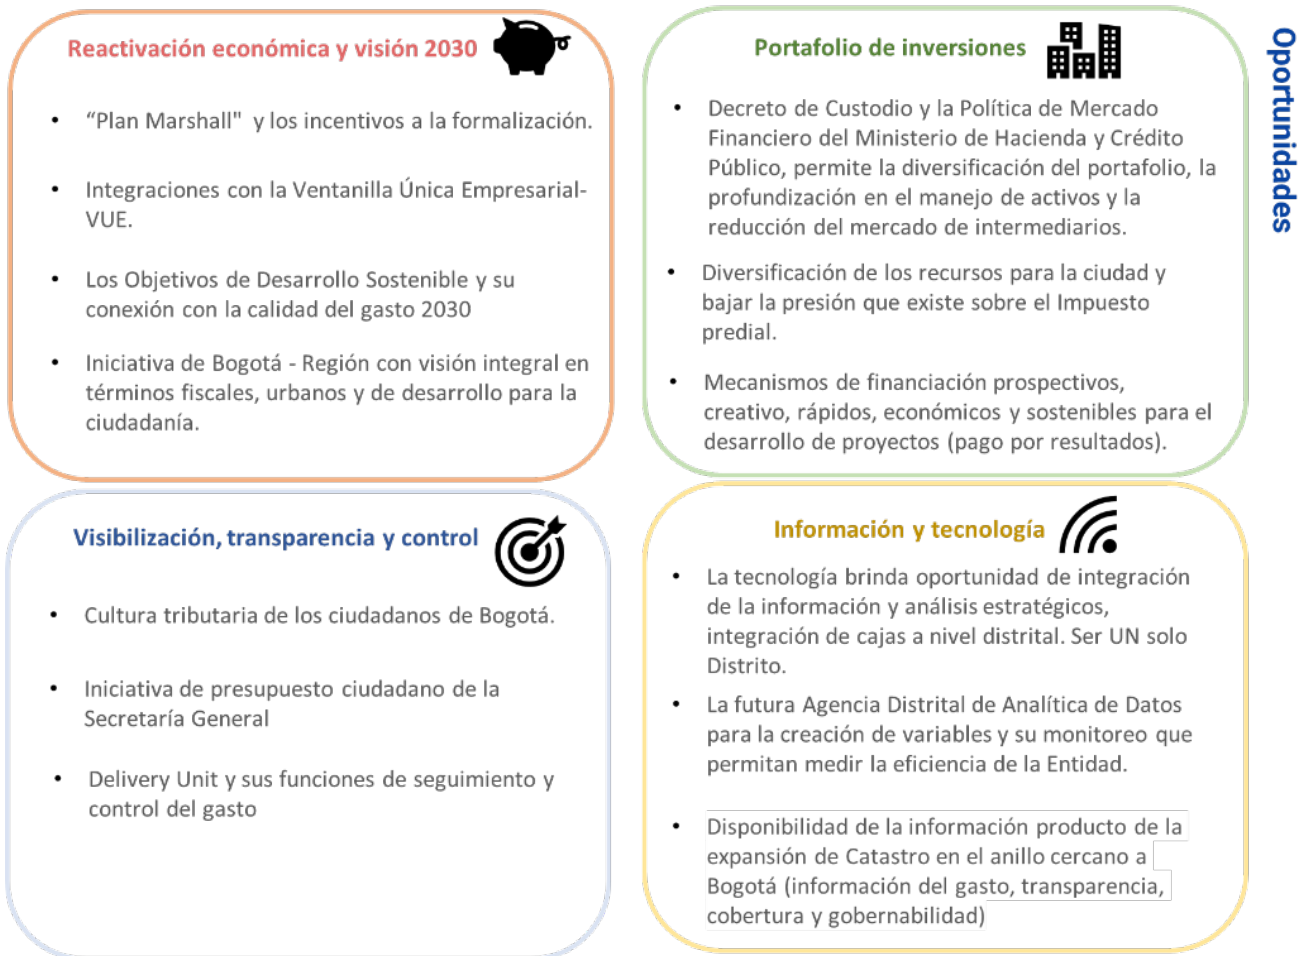 Reactivación económica y visión 2030
• “Plan Marshall" y los incentivos a la formalización.
• Integraciones con la Ventanilla Única Empresarial-
VUE.
• Los Objetivos de Desarrollo Sostenible y su
conexión con la calidad del gasto 2030
• Iniciativa de Bogotá - Región con visión integral en
términos fiscales, urbanos y de desarrollo para la
ciudadanía.
Portafolio de inversiones
• Decreto de Custodio y la Política de Mercado
Financiero del Ministerio de Hacienda y Crédito
Público, permite la diversificación del portafolio, la
profundización en el manejo de activos y la
reducción del mercado de intermediarios.
• Diversificación de los recursos para la ciudad y
bajar la presión que existe sobre el Impuesto
predial.
• Mecanismos de financiación prospectivos,
creativo, rápidos, económicos y sostenibles para el
desarrollo de proyectos (pago por resultados).
Oportunidades
Visibilización, transparencia y control
• Cultura tributaria de los ciudadanos de Bogotá.
• Iniciativa de presupuesto ciudadano de la
Secretaría General
• Delivery Unit y sus funciones de seguimiento y
control del gasto
Información y tecnología
• La tecnología brinda oportunidad de integración
de la información y análisis estratégicos,
integración de cajas a nivel distrital. Ser UN solo
Distrito.
• La futura Agencia Distrital de Analítica de Datos
para la creación de variables y su monitoreo que
permitan medir la eficiencia de la Entidad.
• Disponibilidad de la información producto de la
expansión de Catastro en el anillo cercano a
Bogotá (información del gasto, transparencia,
cobertura y gobernabilidad)